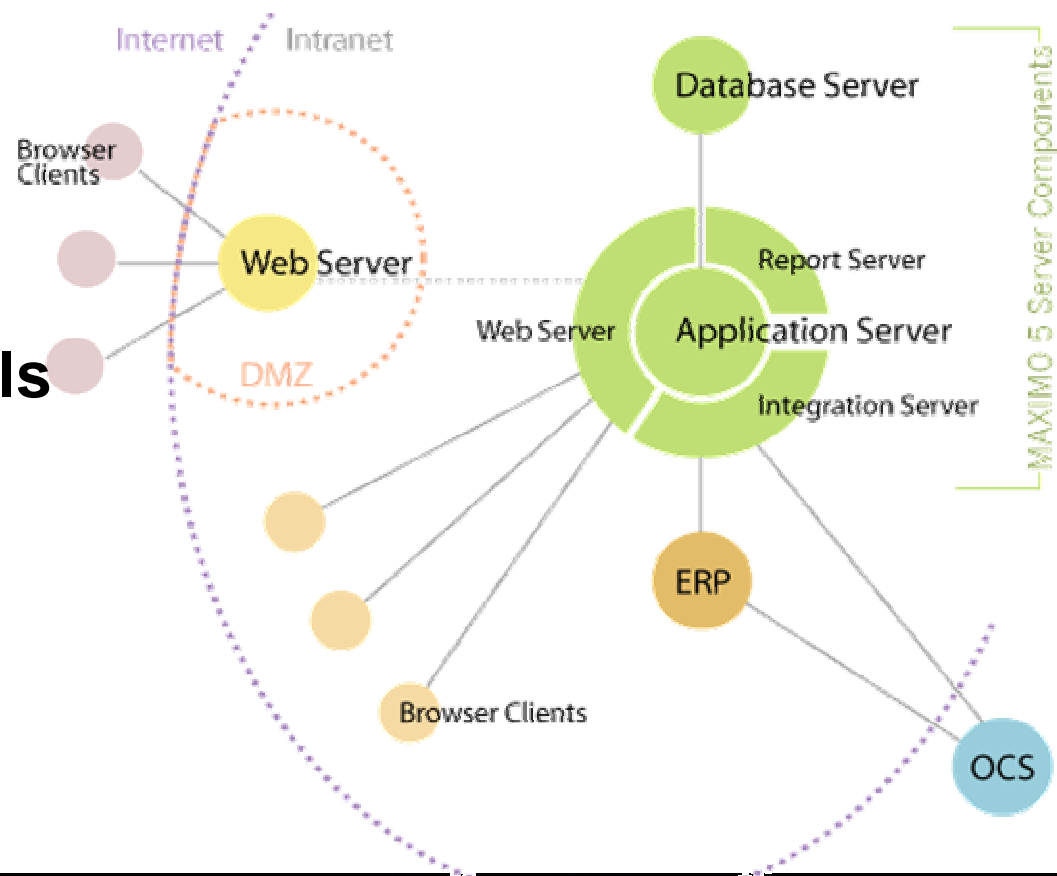 Internet
Intranet
Database Server
Browser
Clients
Web Server
Report Server
Web Server
Application Server
ls
DMZ
Integration Server
MAXIMO 5 Server Components
ERP
Browser Clients
OCS